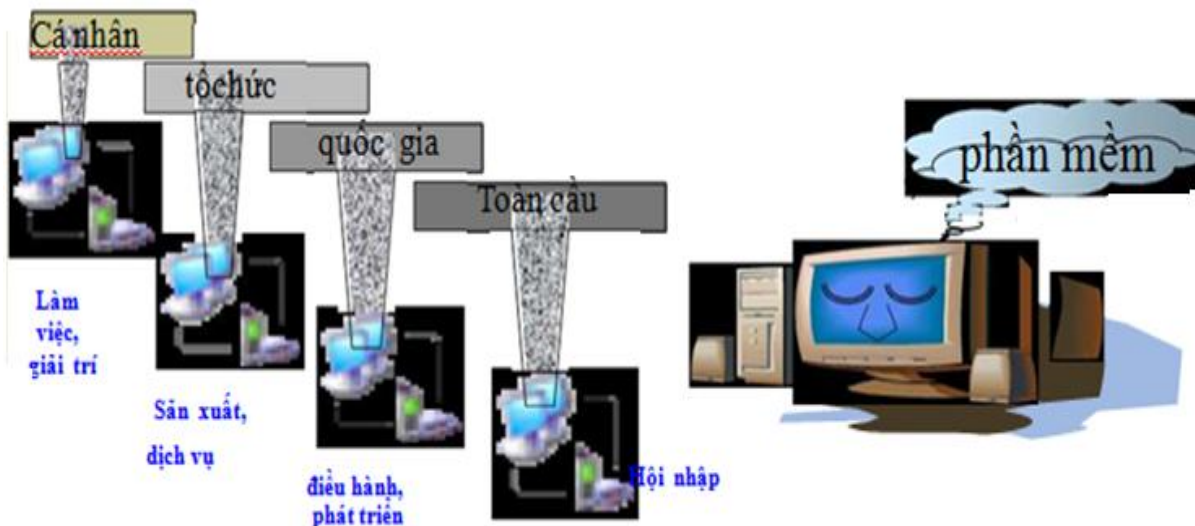 Cá nhân
tổ chức
quốc gia
Toàn cầu
phần mềm
Làm
việc,
giải trí
Sản xuất,
dịch vụ
điều hành,
phát triển
Hội nhập